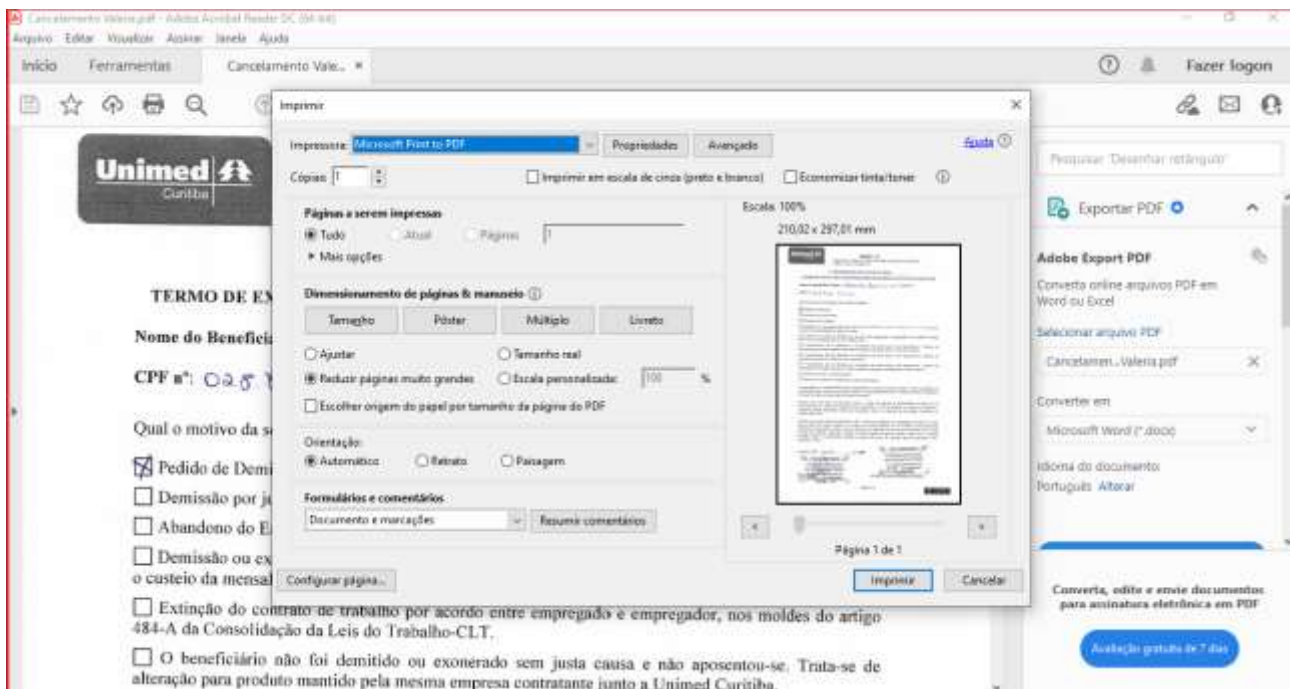 Cancelamento Valeria.pdf - Adobe Acrobat Reader DC (64-bit)
Arquivo Editar Visualizar Assinar Janela Ajuda
Início Ferramentas Cancelamento Vale... ×
Fazer logon
Unimed
Curitiba
TERMO DE EX
Nome do Benefici
CPF nº: 025
Qual o motivo da s
Pedido de Demi
Demissão por ju
Abandono do E
Demissão ou ex
o custeio da mensal
Extinção do contrato de trabalho por acordo entre empregado e empregador, nos moldes do artigo
484-A da Consolidação da Leis do Trabalho-CLT.
O beneficiário não foi demitido ou exonerado sem justa causa e não aposentou-se. Trata-se de
alteração para produto mantido pela mesma empresa contratante junto a Unimed Curitiba.
Imprimir ×
Impressora: Microsoft Print to PDF Propriedades Avançado Ajuda
Cópias: 1 Imprimir em escala de cinza (preto e branco) Economizar tinta/toner
Páginas a serem impressas
Tudo Atual Páginas 1
Mais opções
Dimensionamento de páginas & manuseio
Tamanho Pôster Múltiplo Livreto
Ajustar Tamanho real
Reduzir páginas muito grandes Escala personalizada: 100 %
Escolher origem do papel por tamanho da página do PDF
Orientação:
Automático Retrato Paisagem
Formulários e comentários
Documento e marcações Resumir comentários
Escala: 100%
210,02 x 297,01 mm
< >
Página 1 de 1
Configurar página... Imprimir Cancelar
Pesquisar 'Desenhar retângulo'
Exportar PDF
Adobe Export PDF
Converta online arquivos PDF em
Word ou Excel
Selecionar arquivo PDF
Cancelamen...Valeria.pdf ×
Converter em
Microsoft Word (*.docx)
Idioma do documento:
Português Alterar
Converta, edite e envie documentos
para assinatura eletrônica em PDF
Avaliação gratuita de 7 dias